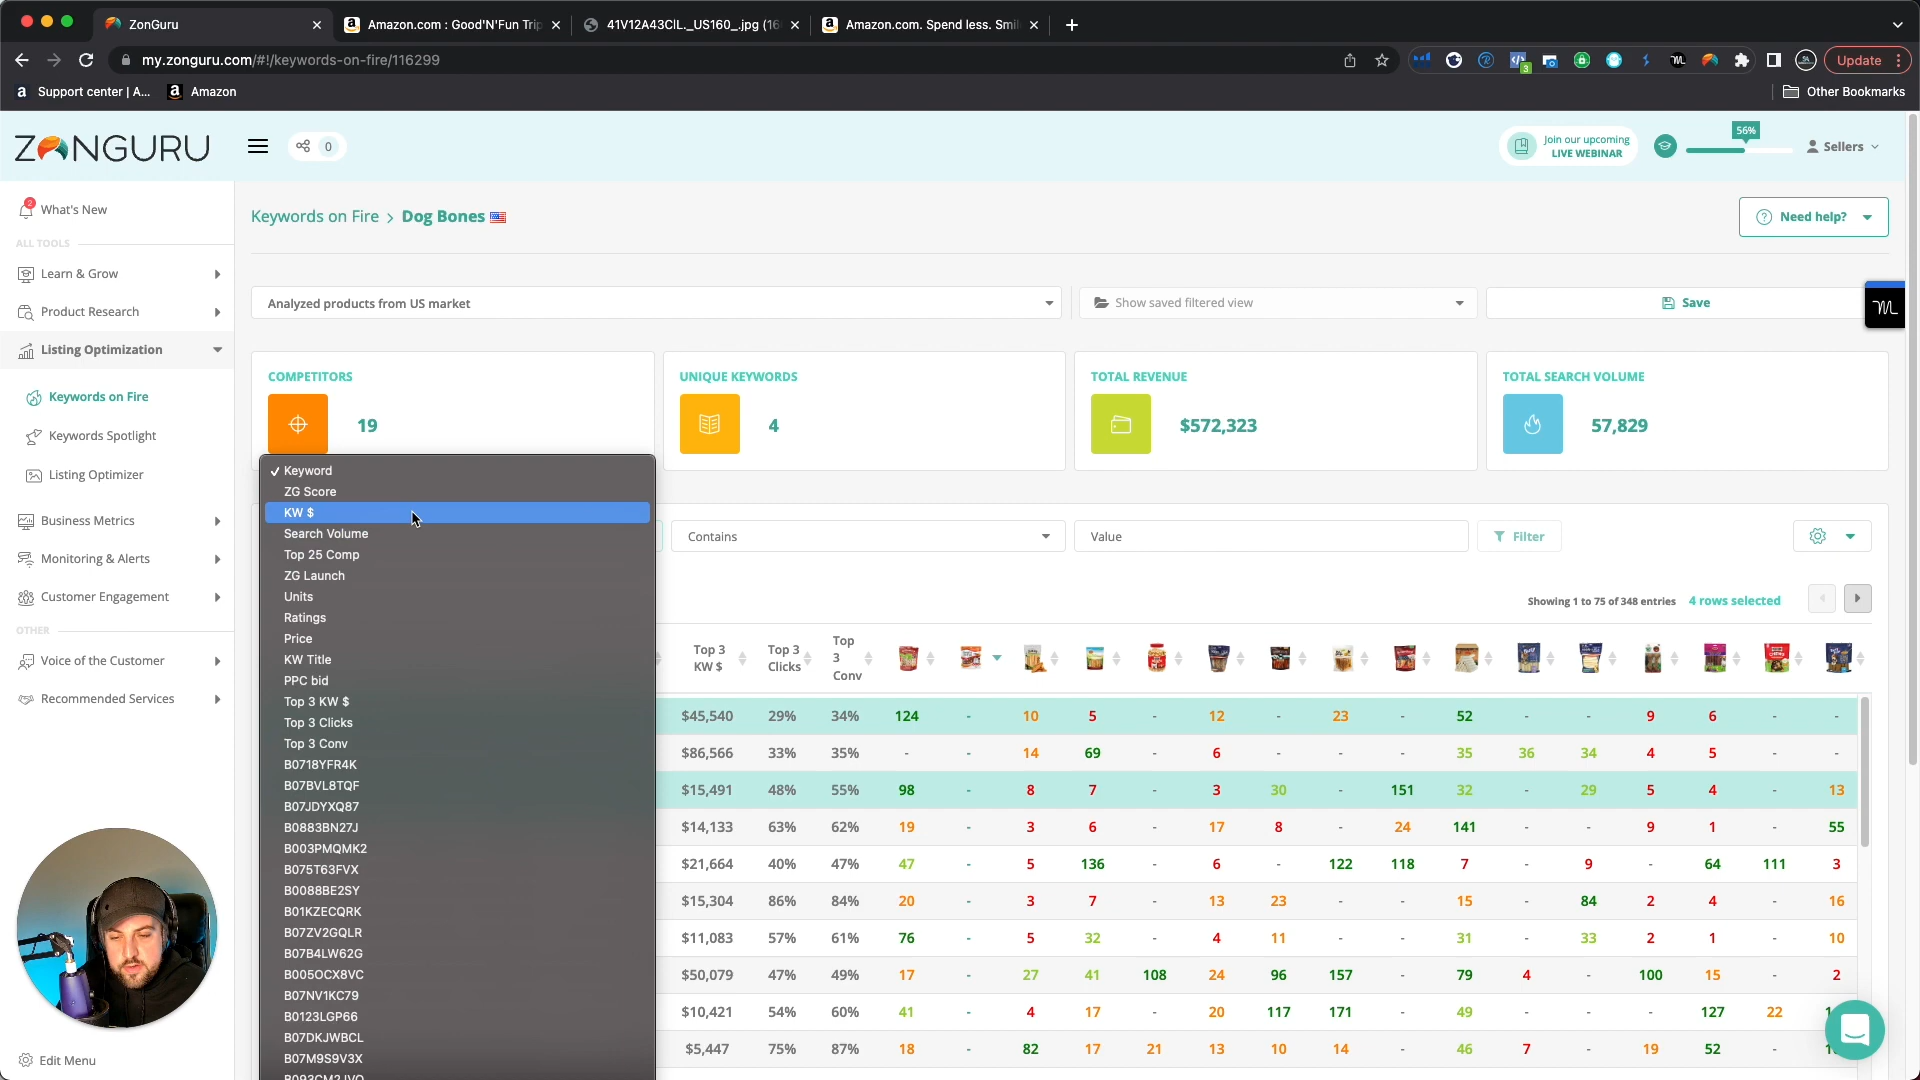 ZonGuru
Amazon.com : Good'N'Fun Trip
41V12A43CIL._US160_.jpg (16
Amazon.com. Spend less. Smil
my.zonguru.com/#!/keywords-on-fire/116299
Update
Support center | A...
Amazon
Other Bookmarks
ZONGURU
0
Join our upcoming
LIVE WEBINAR
56%
Sellers
2
What's New
ALL TOOLS
Learn & Grow
Product Research
Listing Optimization
Keywords on Fire
Keywords Spotlight
Listing Optimizer
Business Metrics
Monitoring & Alerts
Customer Engagement
OTHER
Voice of the Customer
Recommended Services
Edit Menu
Keywords on Fire > Dog Bones
Need help?
Analyzed products from US market
Show saved filtered view
Save
COMPETITORS
19
UNIQUE KEYWORDS
4
TOTAL REVENUE
$572,323
TOTAL SEARCH VOLUME
57,829
Keyword
ZG Score
KW $
Search Volume
Top 25 Comp
ZG Launch
Units
Ratings
Price
KW Title
PPC bid
Top 3 KW $
Top 3 Clicks
Top 3 Conv
B0718YFR4K
B07BVL8TQF
B07JDYXQ87
B0883BN27J
B003PMQMK2
B075T63FVX
B0088BE2SY
B01KZECQRK
B07ZV2GQLR
B07B4LW62G
B005OCX8VC
B07NV1KC79
B0123LGP66
B07DKJWBCL
B07M9S9V3X
Contains
Value
Filter
Showing 1 to 75 of 348 entries 4 rows selected
Top 3 KW $ Top 3 Clicks Top 3 Conv
$45,540 29% 34% 124 - 10 5 - 12 - 23 - 52 - - 9 6 - -
$86,566 33% 35% - - 14 69 - 6 - - - 35 36 34 4 5 - -
$15,491 48% 55% 98 - 8 7 - 3 30 - 151 32 - 29 5 4 - 13
$14,133 63% 62% 19 - 3 6 - 17 8 - 24 141 - - 9 1 - 55
$21,664 40% 47% 47 - 5 136 - 6 - 122 118 7 - 9 - 64 111 3
$15,304 86% 84% 20 - 3 7 - 13 23 - - 15 - 84 2 4 - 16
$11,083 57% 61% 76 - 5 32 - 4 11 - - 31 - 33 2 1 - 10
$50,079 47% 49% 17 - 27 41 108 24 96 157 - 79 4 - 100 15 - 2
$10,421 54% 60% 41 - 4 17 - 20 117 171 - 49 - - - 127 22
$5,447 75% 87% 18 - 82 17 21 13 10 14 - 46 7 - 19 52 -